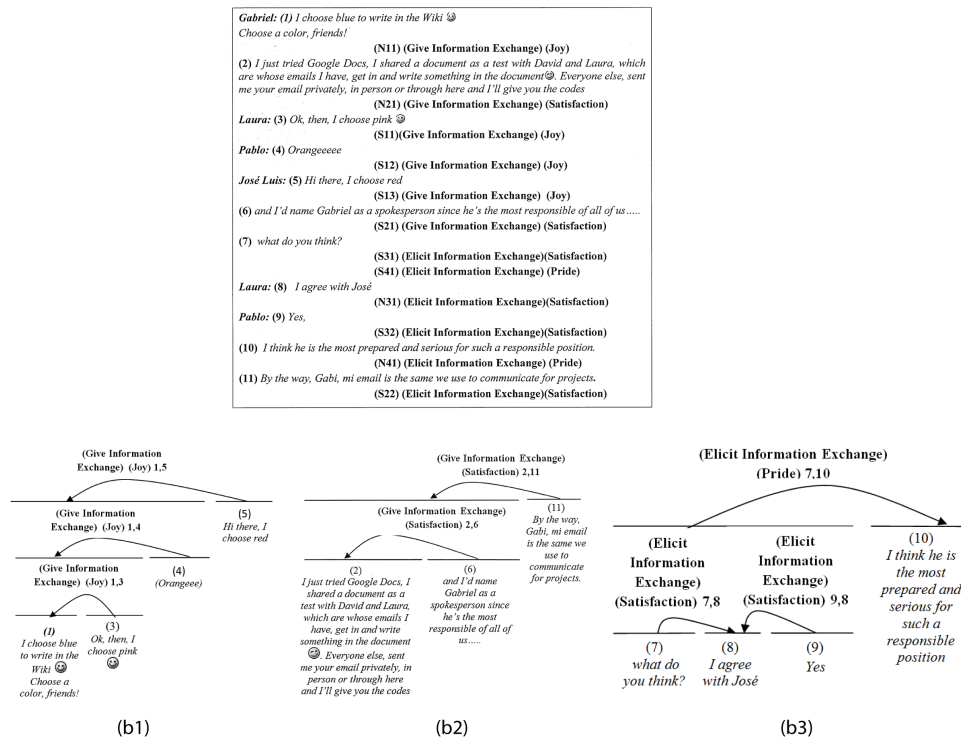 Gabriel: (1) I choose blue to write in the Wiki
Choose a color, friends!
(N11) (Give Information Exchange) (Joy)
(2) I just tried Google Docs, I shared a document as a test with David and Laura, which
are whose emails I have, get in and write something in the document. Everyone else, sent
me your email privately, in person or through here and I'll give you the codes
(N21) (Give Information Exchange) (Satisfaction)
Laura: (3) Ok, then, I choose pink
(S11)(Give Information Exchange) (Joy)
Pablo: (4) Orangeeeee
(S12) (Give Information Exchange) (Joy)
José Luis: (5) Hi there, I choose red
(S13) (Give Information Exchange) (Joy)
(6) and I'd name Gabriel as a spokesperson since he's the most responsible of all of us.....
(S21) (Give Information Exchange) (Satisfaction)
(7) what do you think?
(S31) (Elicit Information Exchange)(Satisfaction)
(S41) (Elicit Information Exchange) (Pride)
Laura: (8) I agree with José
(N31) (Elicit Information Exchange)(Satisfaction)
Pablo: (9) Yes,
(S32) (Elicit Information Exchange)(Satisfaction)
(10) I think he is the most prepared and serious for such a responsible position.
(N41) (Elicit Information Exchange) (Pride)
(11) By the way, Gabi, mi email is the same we use to communicate for projects.
(S22) (Elicit Information Exchange)(Satisfaction)
(Give Information
Exchange) (Joy) 1,5
(5)
Hi there, I
choose red
(Give Information
Exchange) (Joy) 1,4
(4)
(Orangeee)
(Give Information
Exchange) (Joy) 1,3
(1)
I choose blue
to write in the
Wiki
Choose a
color, friends!
(3)
Ok, then, I
choose pink
(b1)
(Give Information Exchange)
(Satisfaction) 2,11
(11)
By the way,
Gabi, mi email
is the same we
use to
communicate
for projects.
(Give Information Exchange)
(Satisfaction) 2,6
(2)
I just tried Google Docs, I
shared a document as a
test with David and Laura,
which are whose emails I
have, get in and write
something in the document
. Everyone else, sent
me your email privately, in
person or through here
and I'll give you the codes
(6)
and I'd name
Gabriel as a
spokesperson since
he's the most
responsible of all of
us.....
(b2)
(Elicit Information Exchange)
(Pride) 7,10
(10)
I think he is
the most
prepared and
serious for
such a
responsible
position
(Elicit
Information
Exchange)
(Satisfaction) 7,8
(Elicit
Information
Exchange)
(Satisfaction) 9,8
(7)
what do
you think?
(8)
I agree
with José
(9)
Yes
(b3)